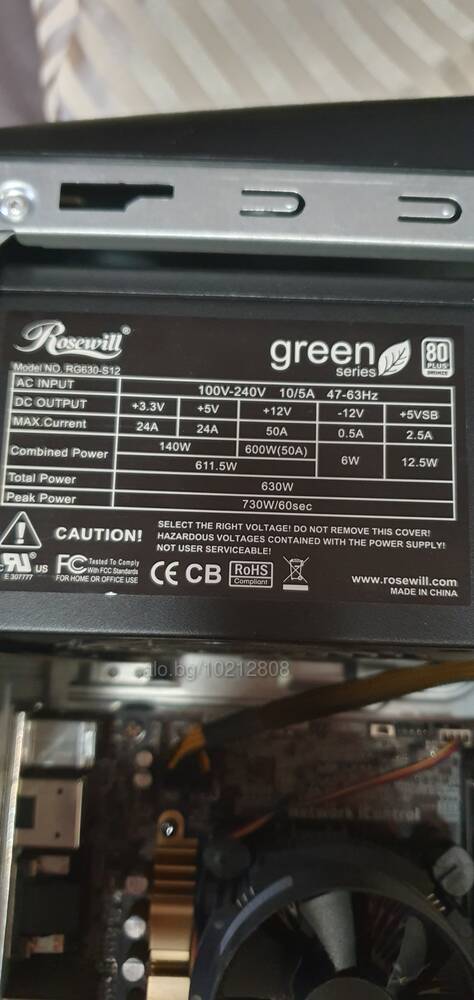 Rosewill®
green
series
80
PLUS
BRONZE
Model NO. RG630-S12
AC INPUT 100V-240V 10/5A 47-63Hz
DC OUTPUT +3.3V +5V +12V -12V +5VSB
MAX.Current 24A 24A 50A 0.5A 2.5A
Combined Power 140W 600W(50A) 6W 12.5W
611.5W
Total Power 630W
Peak Power 730W/60sec
CAUTION!
SELECT THE RIGHT VOLTAGE! DO NOT REMOVE THIS COVER!
HAZARDOUS VOLTAGES CONTAINED WITH THE POWER SUPPLY!
NOT USER SERVICEABLE!
c RU® US
E 307777
FC Tested To Comply
With FCC Standards
FOR HOME OR OFFICE USE
CE CB
RoHS
Compliant
www.rosewill.com
MADE IN CHINA
alo.bg/10212808
Network iControl